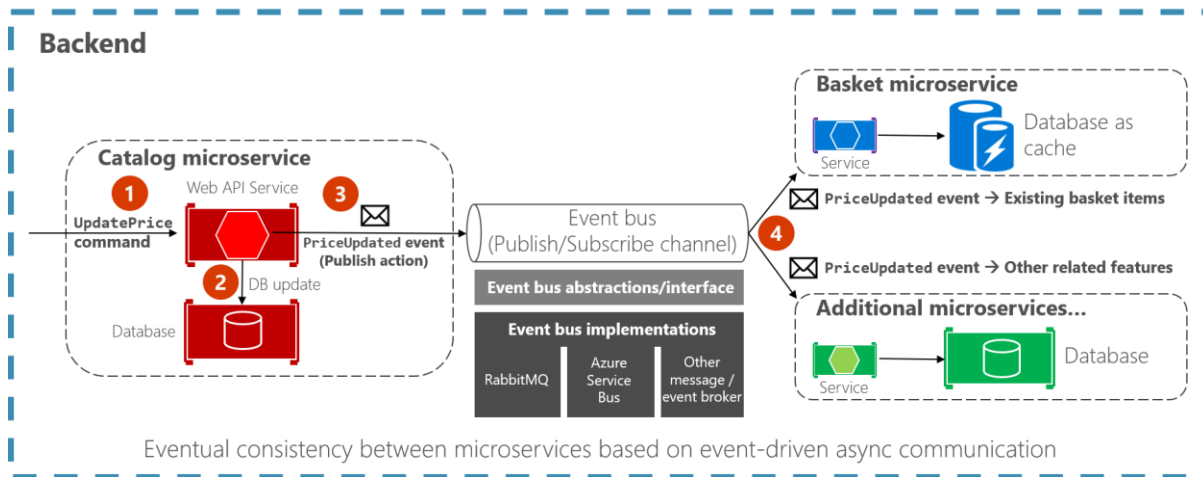 Backend
Catalog microservice
Web API Service
1
UpdatePrice
command
2
DB update
Database
3
PriceUpdated event
(Publish action)
Event bus
(Publish/Subscribe channel)
Event bus abstractions/interface
Event bus implementations
RabbitMQ
Azure
Service
Bus
Other
message /
event broker
4
Basket microservice
Service
Database as
cache
PriceUpdated event → Existing basket items
PriceUpdated event → Other related features
Additional microservices...
Service
Database
Eventual consistency between microservices based on event-driven async communication